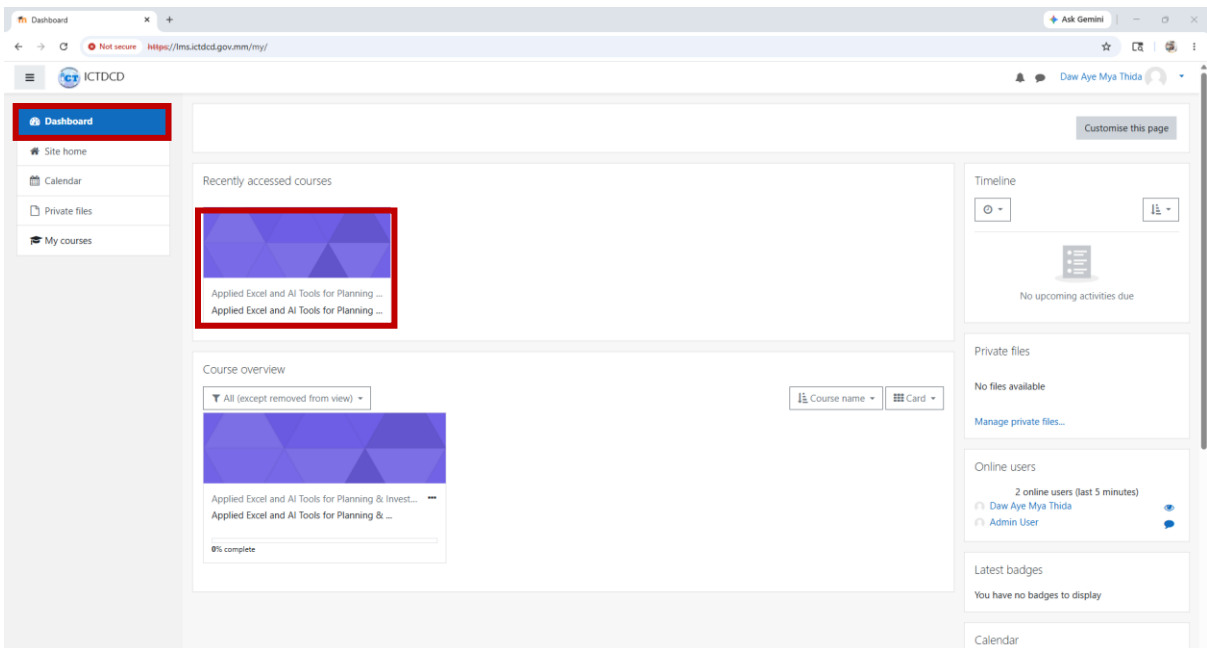 Dashboard
Ask Gemini
Not secure https://lms.ictdcd.gov.mm/my/
ICT ICTDCD
Daw Aye Mya Thida
Dashboard
Site home
Calendar
Private files
My courses
Customise this page
Recently accessed courses
Applied Excel and AI Tools for Planning ...
Applied Excel and AI Tools for Planning ...
Course overview
All (except removed from view)
Course name
Card
Applied Excel and AI Tools for Planning & Invest...
Applied Excel and AI Tools for Planning & ...
0% complete
Timeline
No upcoming activities due
Private files
No files available
Manage private files...
Online users
2 online users (last 5 minutes)
Daw Aye Mya Thida
Admin User
Latest badges
You have no badges to display
Calendar